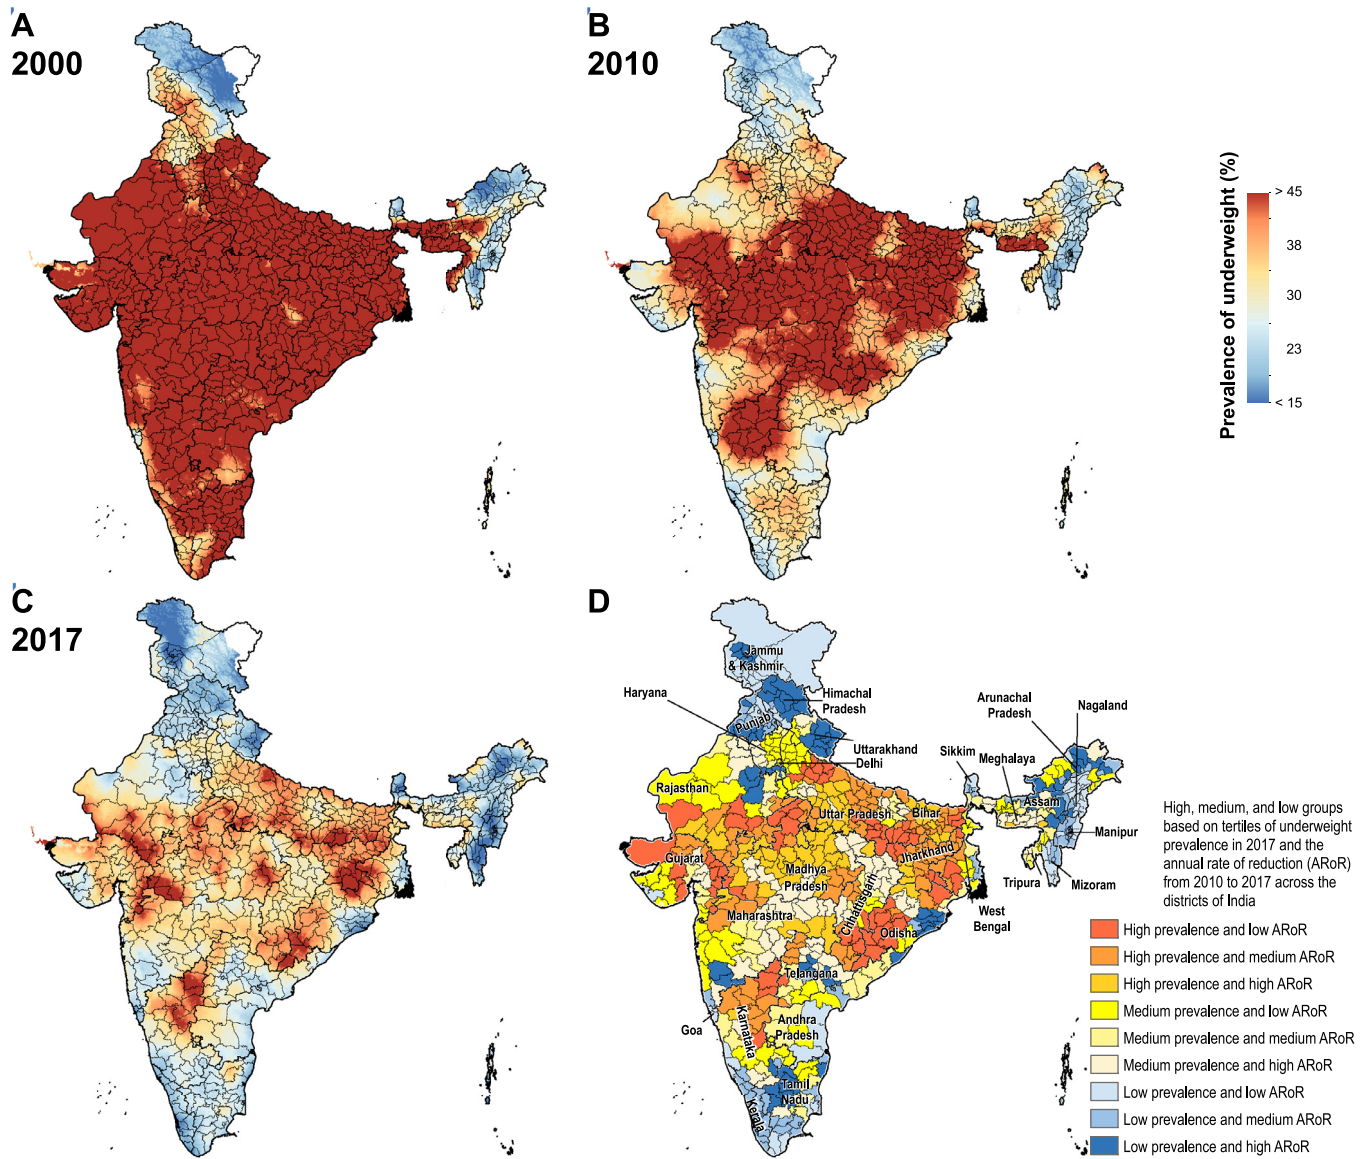 A
2000
B
2010
Prevalence of underweight (%)
> 45
38
30
23
< 15
C
2017
D
Jammu
& Kashmir
Haryana
Himachal
Pradesh
Punjab
Uttarakhand
Delhi
Arunachal
Pradesh
Nagaland
Sikkim
Meghalaya
Assam
Manipur
Tripura
Mizoram
Rajasthan
Uttar Pradesh
Bihar
Gujarat
Madhya
Pradesh
Jharkhand
Chhattisgarh
West
Bengal
Maharashtra
Odisha
Telangana
Goa
Karnataka
Andhra
Pradesh
Tamil
Nadu
Kerala
High, medium, and low groups
based on tertiles of underweight
prevalence in 2017 and the
annual rate of reduction (ARoR)
from 2010 to 2017 across the
districts of India
High prevalence and low ARoR
High prevalence and medium ARoR
High prevalence and high ARoR
Medium prevalence and low ARoR
Medium prevalence and medium ARoR
Medium prevalence and high ARoR
Low prevalence and low ARoR
Low prevalence and medium ARoR
Low prevalence and high ARoR